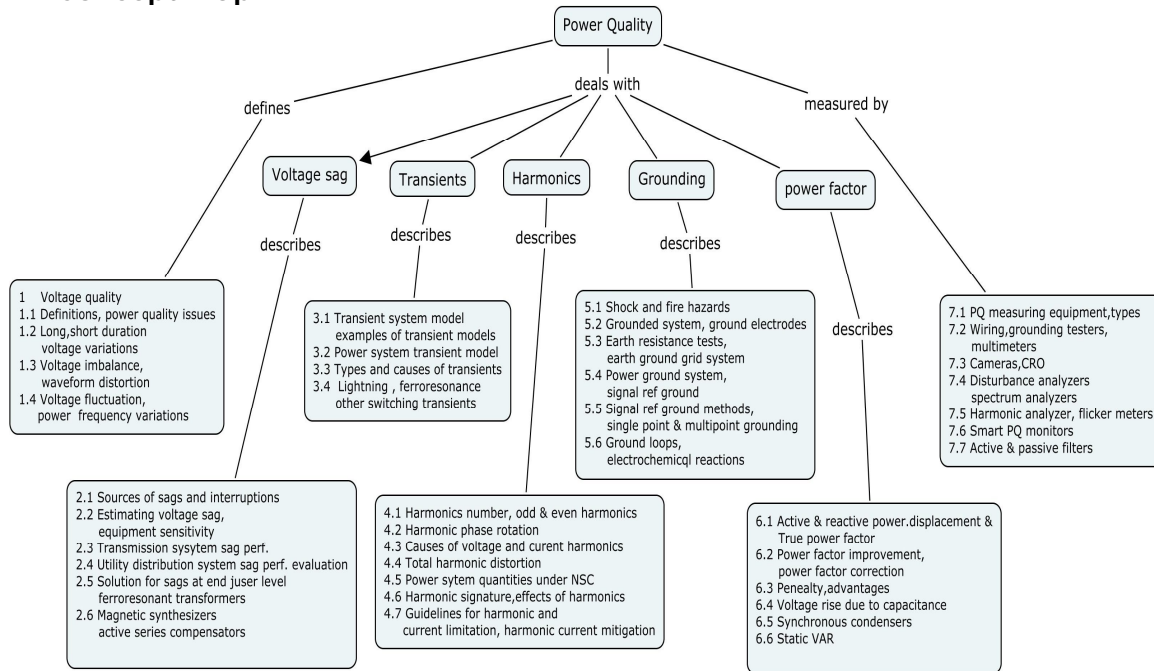 Power Quality
deals with
defines
measured by
Voltage sag
Transients
Harmonics
Grounding
power factor
describes
describes
describes
describes
describes
1 Voltage quality
1.1 Definitions, power quality issues
1.2 Long,short duration
voltage variations
1.3 Voltage imbalance,
waveform distortion
1.4 Voltage fluctuation,
power frequency variations
3.1 Transient system model
examples of transient models
3.2 Power system transient model
3.3 Types and causes of transients
3.4 Lightning , ferroresonance
other switching transients
5.1 Shock and fire hazards
5.2 Grounded system, ground electrodes
5.3 Earth resistance tests,
earth ground grid system
5.4 Power ground system,
signal ref ground
5.5 Signal ref ground methods,
single point & multipoint grounding
5.6 Ground loops,
electrochemicql reactions
7.1 PQ measuring equipment,types
7.2 Wiring,grounding testers,
multimeters
7.3 Cameras,CRO
7.4 Disturbance analyzers
spectrum analyzers
7.5 Harmonic analyzer, flicker meters
7.6 Smart PQ monitors
7.7 Active & passive filters
2.1 Sources of sags and interruptions
2.2 Estimating voltage sag,
equipment sensitivity
2.3 Transmission sysytem sag perf.
2.4 Utility distribution system sag perf. evaluation
2.5 Solution for sags at end juser level
ferroresonant transformers
2.6 Magnetic synthesizers
active series compensators
4.1 Harmonics number, odd & even harmonics
4.2 Harmonic phase rotation
4.3 Causes of voltage and curent harmonics
4.4 Total harmonic distortion
4.5 Power sytem quantities under NSC
4.6 Harmonic signature,effects of harmonics
4.7 Guidelines for harmonic and
current limitation, harmonic current mitigation
6.1 Active & reactive power.displacement &
True power factor
6.2 Power factor improvement,
power factor correction
6.3 Penealty,advantages
6.4 Voltage rise due to capacitance
6.5 Synchronous condensers
6.6 Static VAR